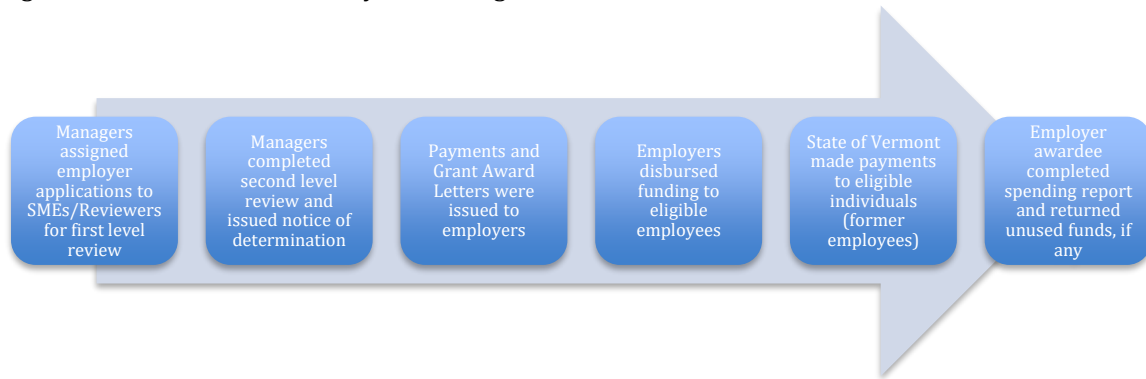 Managers
assigned
employer
applications to
SMEs/Reviewers
for first level
review
Managers
completed
second level
review and
issued notice of
determination
Payments and
Grant Award
Letters were
issued to
employers
Employers
disbursed
funding to
eligible
employees
State of Vermont
made payments
to eligible
individuals
(former
employees)
Employer
awardee
completed
spending report
and returned
unused funds, if
any